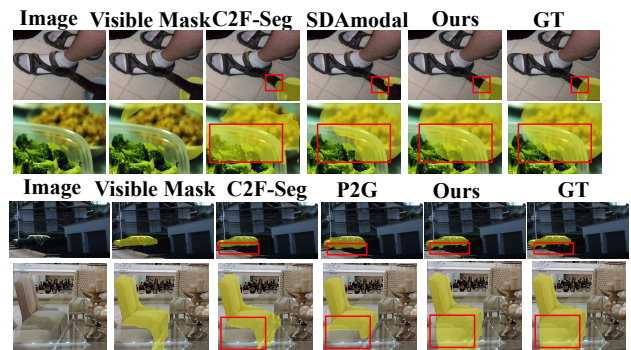 Image Visible Mask C2F-Seg SDAmodal Ours GT
Image Visible Mask C2F-Seg P2G Ours GT